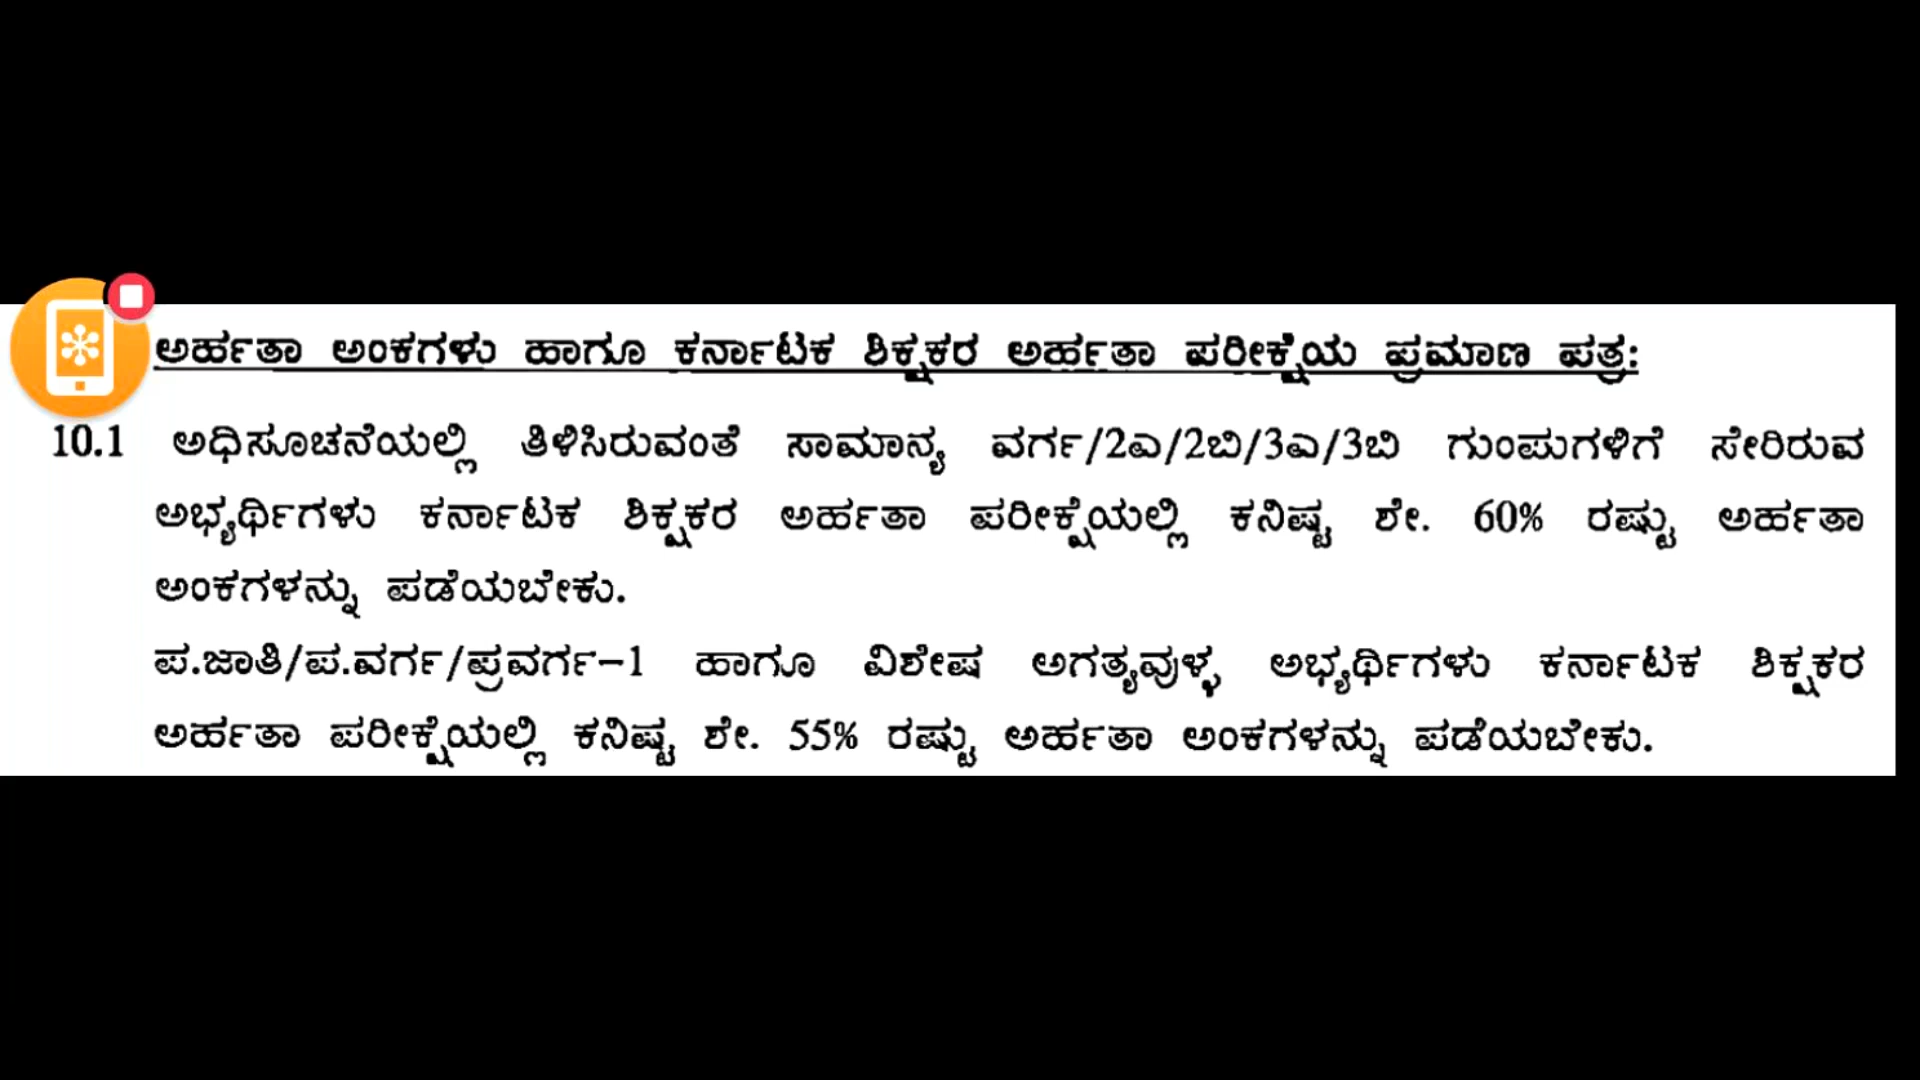 ಅರ್ಹತಾ ಅಂಕಗಳು ಹಾಗೂ ಕರ್ನಾಟಕ ಶಿಕ್ಷಕರ ಅರ್ಹತಾ ಪರೀಕ್ಷೆಯ ಪ್ರಮಾಣ ಪತ್ರ:
10.1 ಅಧಿಸೂಚನೆಯಲ್ಲಿ ತಿಳಿಸಿರುವಂತೆ ಸಾಮಾನ್ಯ ವರ್ಗ/2ಎ/2ಬಿ/3ಎ/3ಬಿ ಗುಂಪುಗಳಿಗೆ ಸೇರಿರುವ
ಅಭ್ಯರ್ಥಿಗಳು ಕರ್ನಾಟಕ ಶಿಕ್ಷಕರ ಅರ್ಹತಾ ಪರೀಕ್ಷೆಯಲ್ಲಿ ಕನಿಷ್ಟ ಶೇ. 60% ರಷ್ಟು ಅರ್ಹತಾ
ಅಂಕಗಳನ್ನು ಪಡೆಯಬೇಕು.
ಪ.ಜಾತಿ/ಪ.ವರ್ಗ/ಪ್ರವರ್ಗ-1 ಹಾಗೂ ವಿಶೇಷ ಅಗತ್ಯವುಳ್ಳ ಅಭ್ಯರ್ಥಿಗಳು ಕರ್ನಾಟಕ ಶಿಕ್ಷಕರ
ಅರ್ಹತಾ ಪರೀಕ್ಷೆಯಲ್ಲಿ ಕನಿಷ್ಟ ಶೇ. 55% ರಷ್ಟು ಅರ್ಹತಾ ಅಂಕಗಳನ್ನು ಪಡೆಯಬೇಕು.